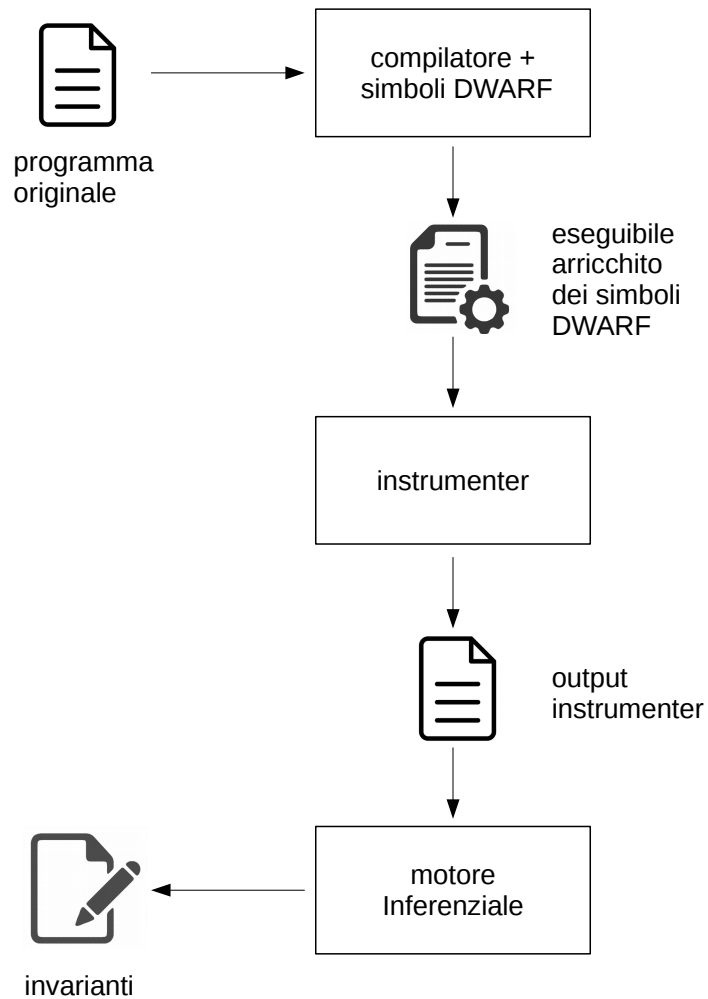 compilatore +
simboli DWARF
programma
originale
eseguibile
arricchito
dei simboli
DWARF
instrumenter
output
instrumenter
motore
Inferenziale
invarianti